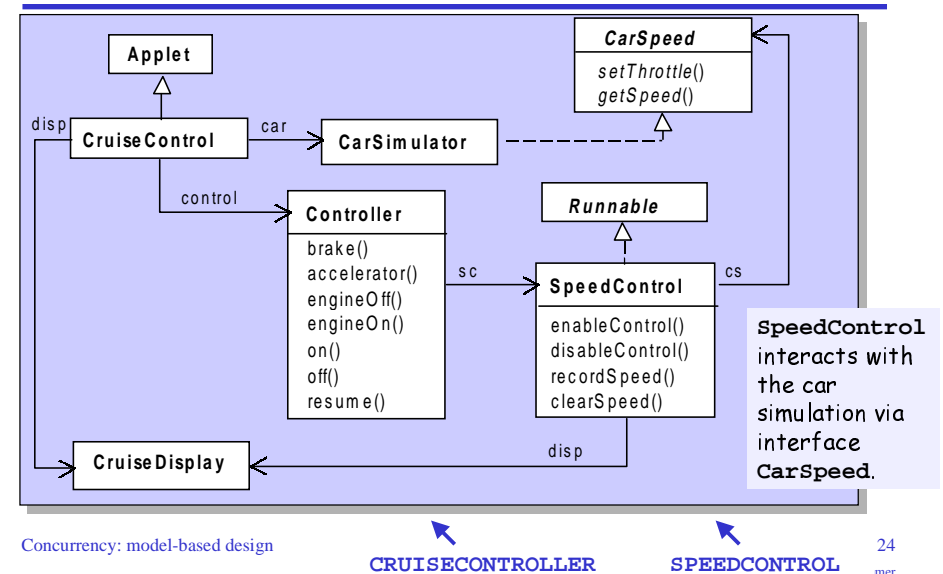 Applet
CarSpeed
setThrottle()
getSpeed()
disp
CruiseControl
car
CarSimulator
control
Controller
brake()
accelerator()
engineOff()
engineOn()
on()
off()
resume()
sc
Runnable
SpeedControl
enableControl()
disableControl()
recordSpeed()
clearSpeed()
cs
SpeedControl
interacts with
the car
simulation via
interface
CarSpeed.
CruiseDisplay
disp
Concurrency: model-based design
CRUISECONTROLLER
SPEEDCONTROL
24
mer